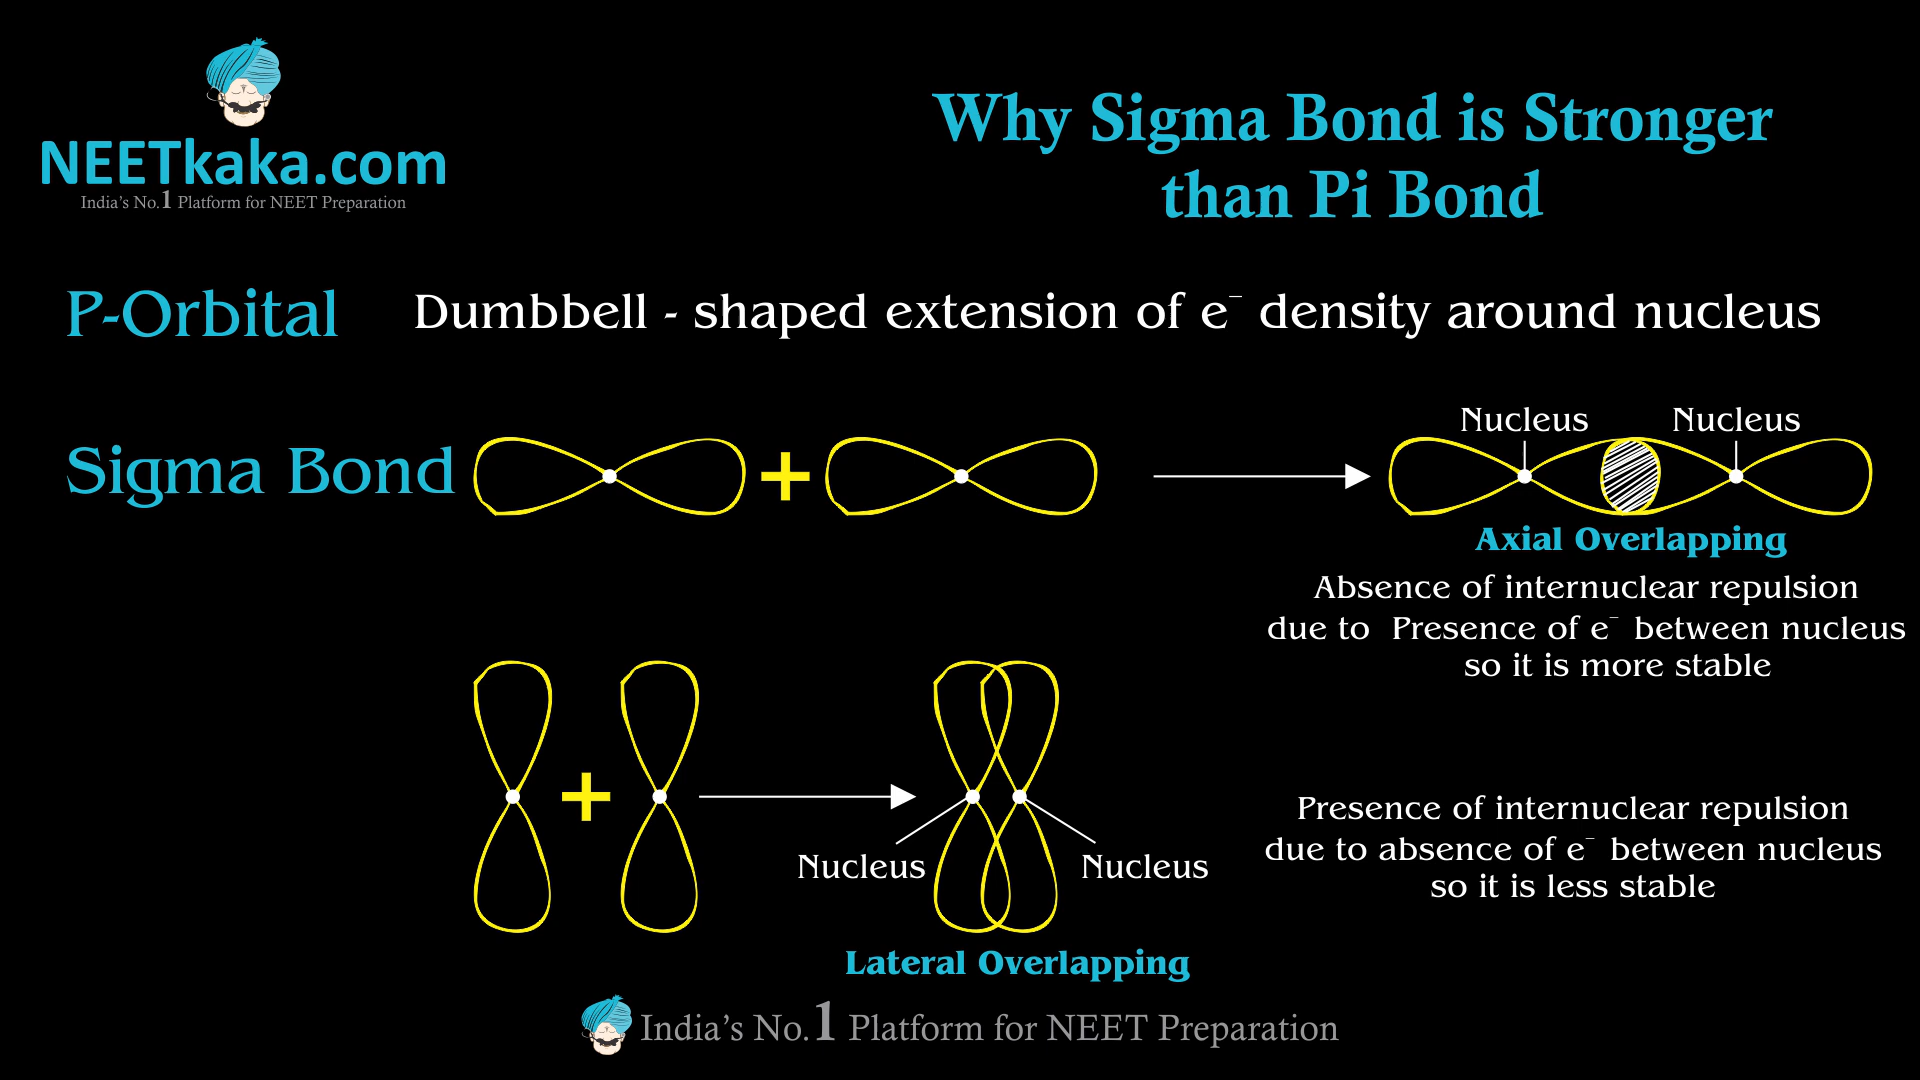 NEETkaka.com
India's No.1 Platform for NEET Preparation
Why Sigma Bond is Stronger
than Pi Bond
P-Orbital
Dumbbell - shaped extension of e⁻ density around nucleus
Sigma Bond
+
Nucleus
Nucleus
Axial Overlapping
Absence of internuclear repulsion
due to Presence of e⁻ between nucleus
so it is more stable
+
Nucleus
Nucleus
Lateral Overlapping
Presence of internuclear repulsion
due to absence of e⁻ between nucleus
so it is less stable
India's No.1 Platform for NEET Preparation